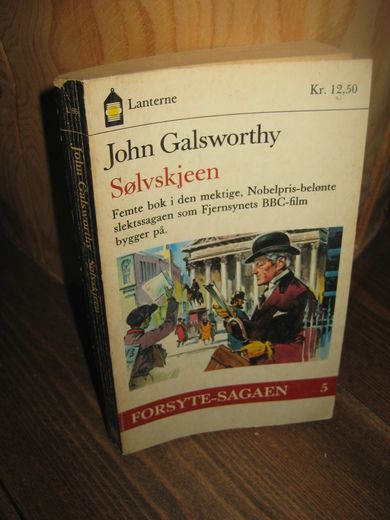 Lanterne
Kr. 12,50
John Galsworthy
Sølvskjeen
Femte bok i den mektige, Nobelpris-belønte
slektssagaen som Fjernsynets BBC-film
bygger på.
FORSYTE-SAGAEN 5
John Galsworthy Sølvskjeen